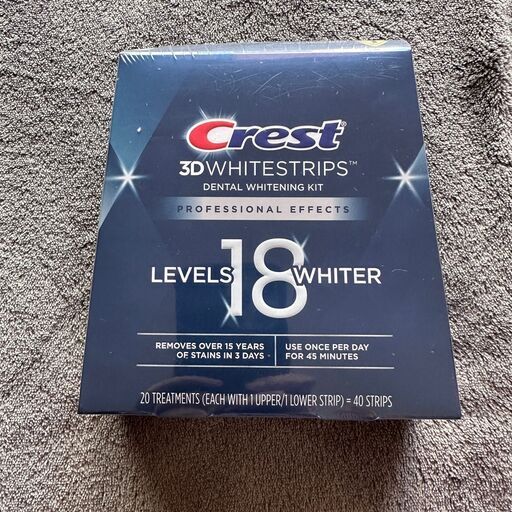 Crest®
3DWHITESTRIPS™
DENTAL WHITENING KIT
PROFESSIONAL EFFECTS
LEVELS 18 WHITER
REMOVES OVER 15 YEARS
OF STAINS IN 3 DAYS
USE ONCE PER DAY
FOR 45 MINUTES
20 TREATMENTS (EACH WITH 1 UPPER/1 LOWER STRIP) = 40 STRIPS